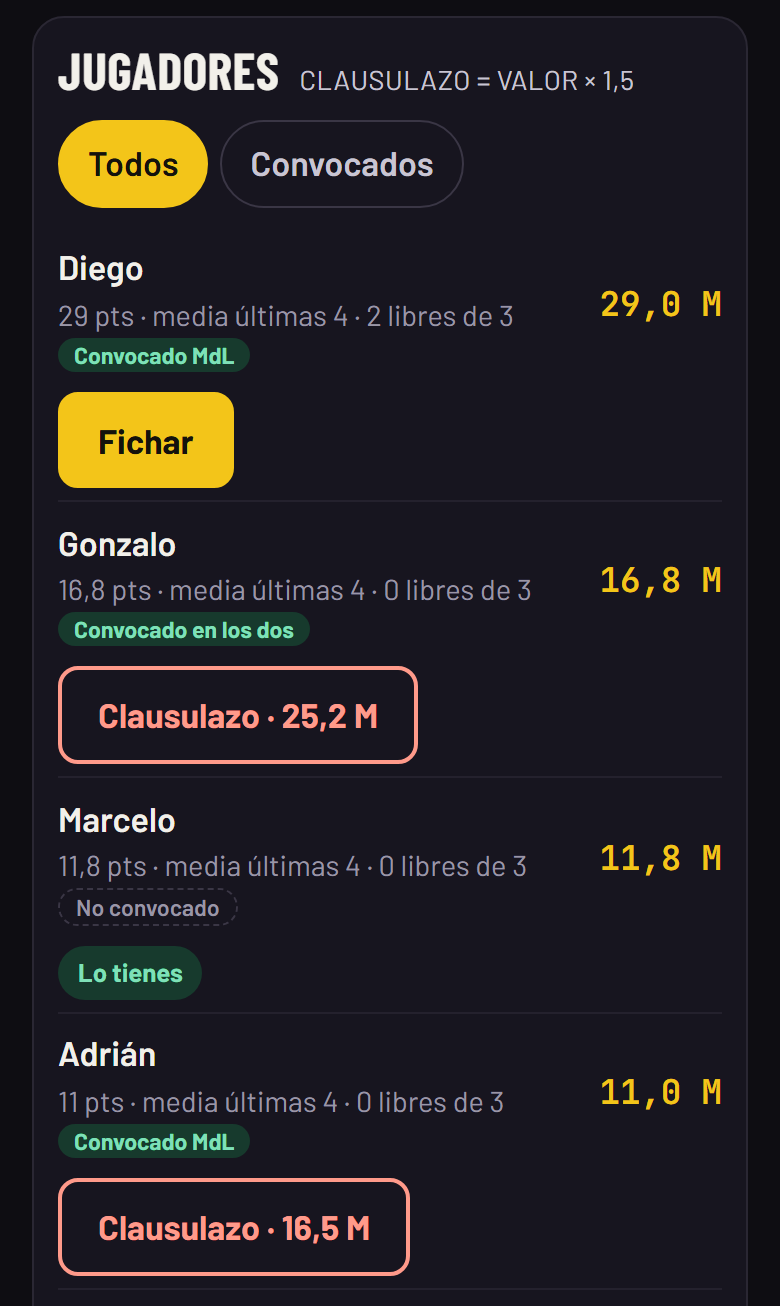 JUGADORES CLAUSULAZO = VALOR × 1,5
Todos Convocados
Diego
29,0 M
29 pts · media últimas 4 · 2 libres de 3
Convocado MdL
Fichar
Gonzalo
16,8 M
16,8 pts · media últimas 4 · 0 libres de 3
Convocado en los dos
Clausulazo · 25,2 M
Marcelo
11,8 M
11,8 pts · media últimas 4 · 0 libres de 3
No convocado
Lo tienes
Adrián
11,0 M
11 pts · media últimas 4 · 0 libres de 3
Convocado MdL
Clausulazo · 16,5 M